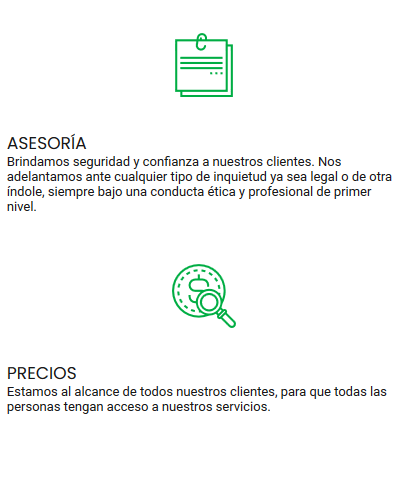 ASESORÍA
Brindamos seguridad y confianza a nuestros clientes. Nos
adelantamos ante cualquier tipo de inquietud ya sea legal o de otra
índole, siempre bajo una conducta ética y profesional de primer
nivel.
PRECIOS
Estamos al alcance de todos nuestros clientes, para que todas las
personas tengan acceso a nuestros servicios.